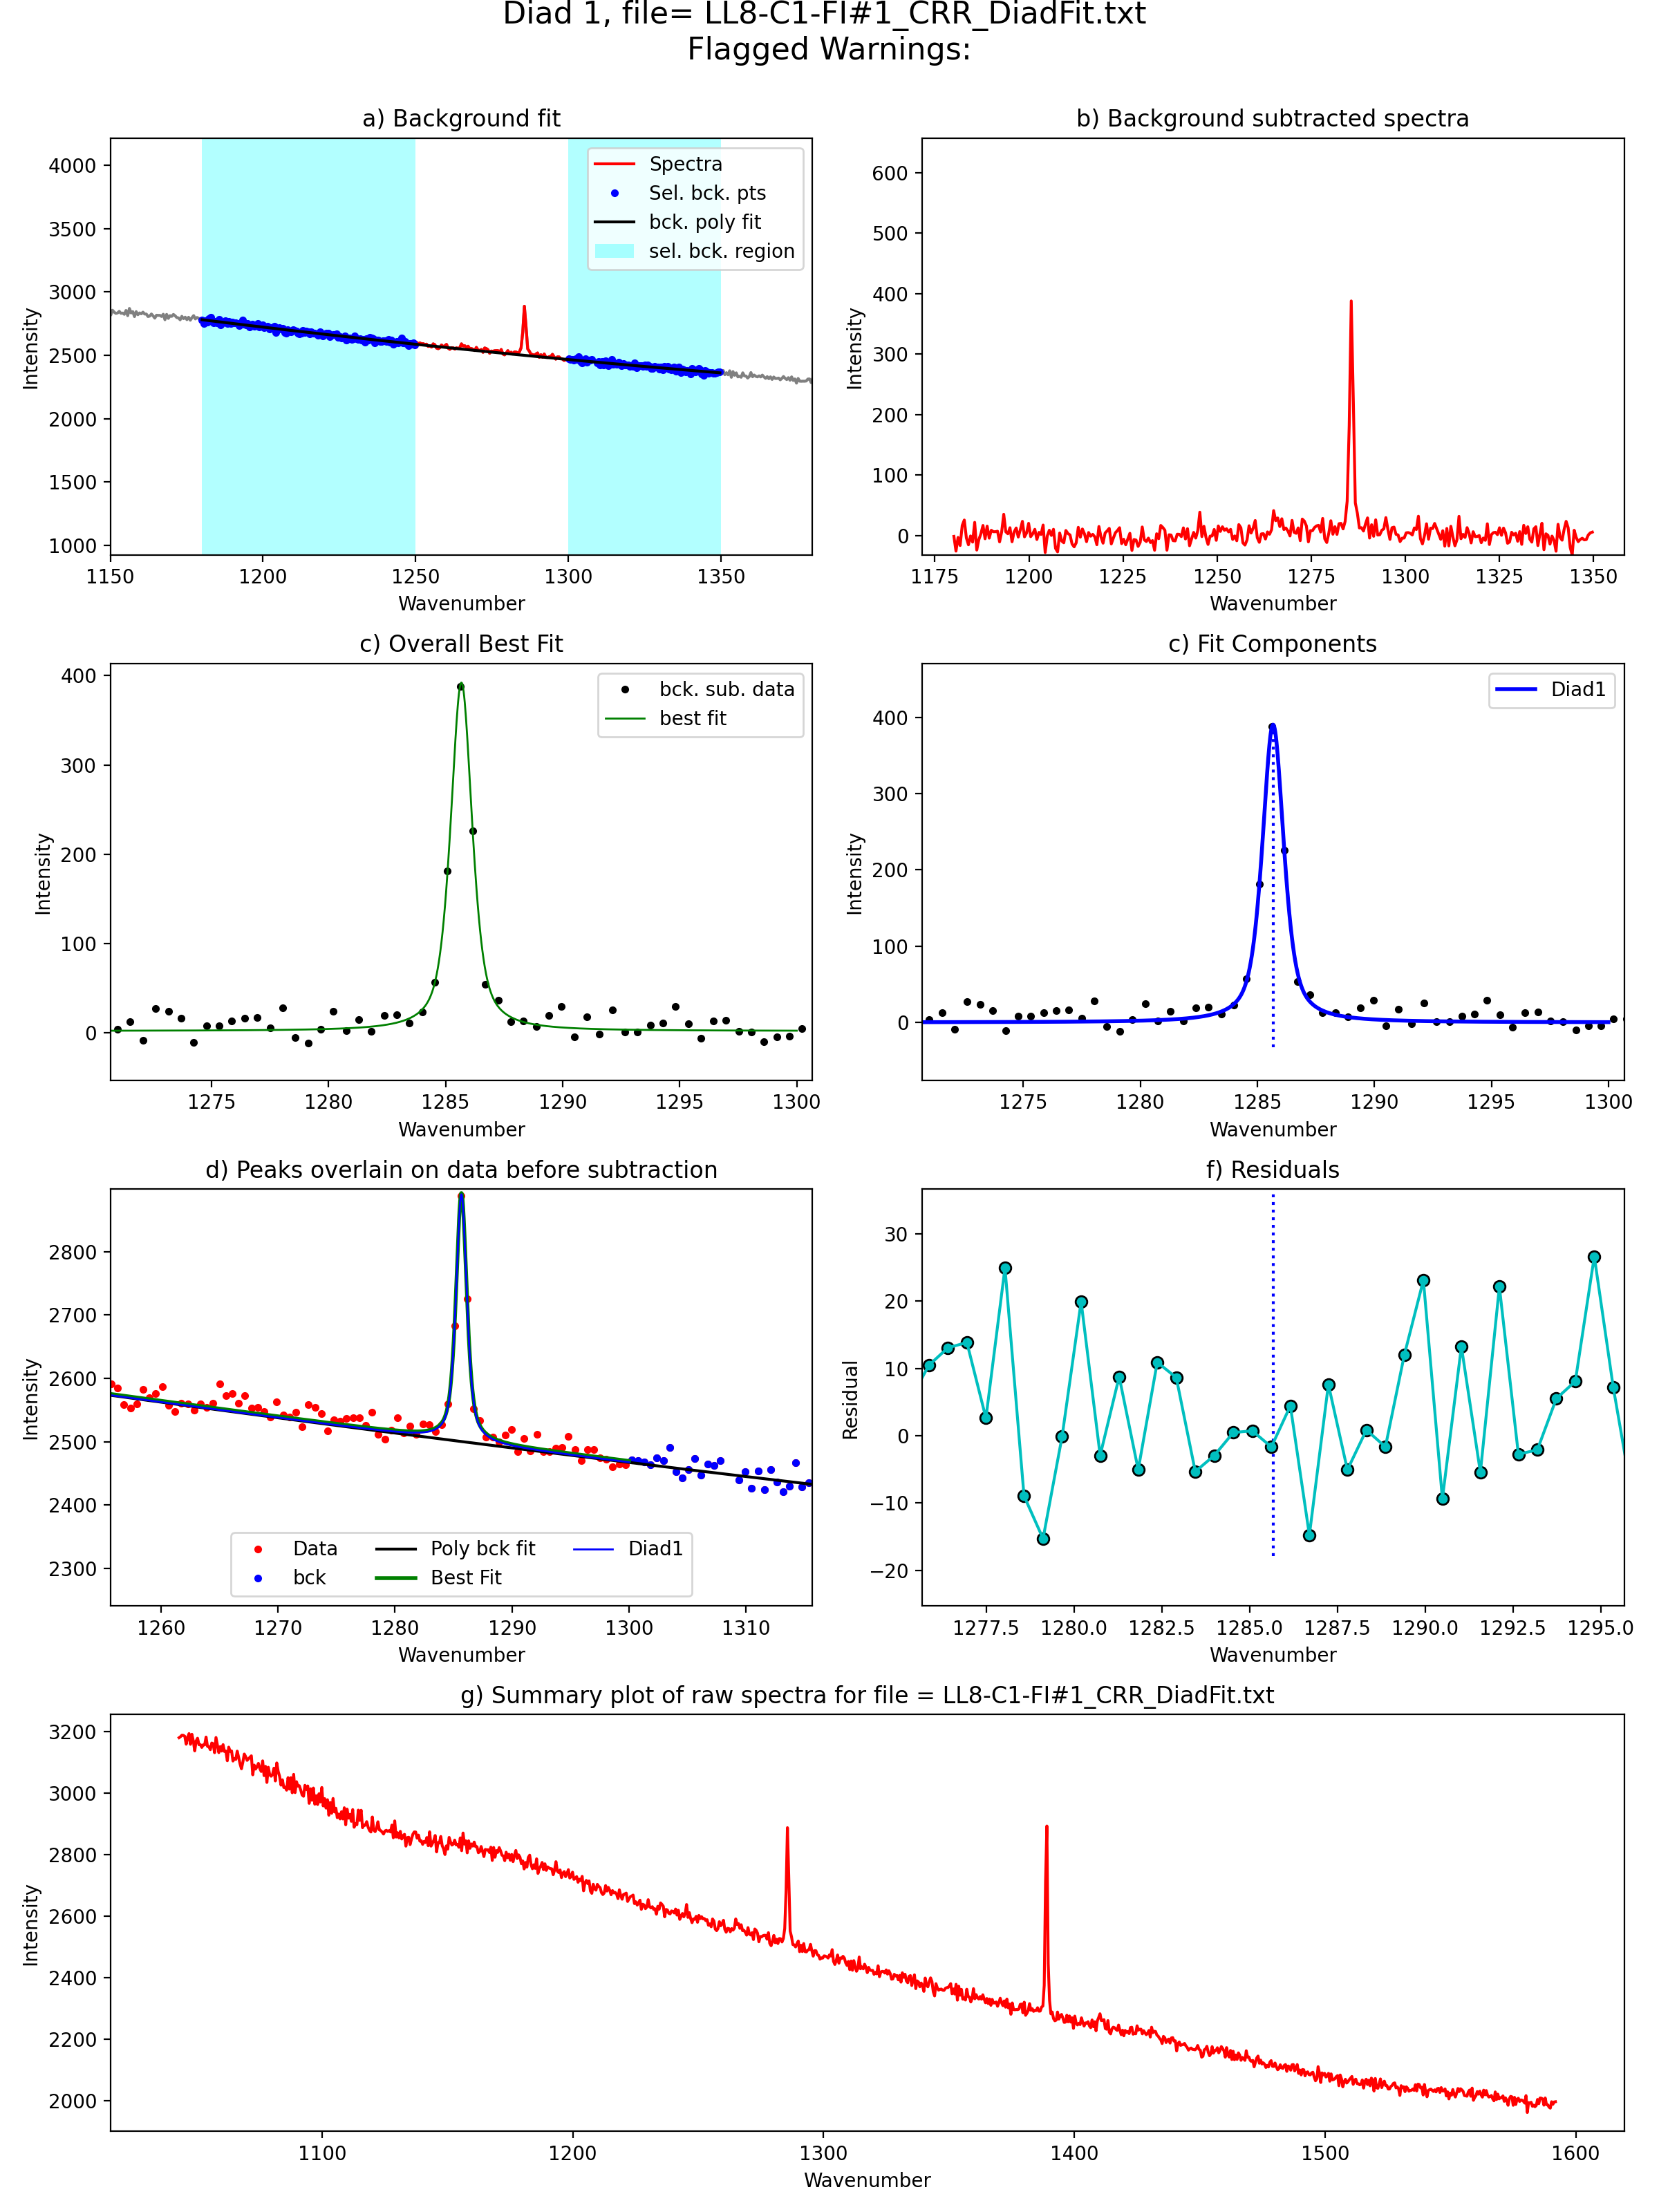 Diad 1, file= LL8-C1-FI#1_CRR_DiadFit.txt
Flagged Warnings:
a) Background fit
Intensity
4000
3500
3000
2500
2000
1500
1000
1150 1200 1250 1300 1350
Wavenumber
Spectra
Sel. bck. pts
bck. poly fit
sel. bck. region
b) Background subtracted spectra
Intensity
600
500
400
300
200
100
0
1175 1200 1225 1250 1275 1300 1325 1350
Wavenumber
c) Overall Best Fit
Intensity
400
300
200
100
0
1275 1280 1285 1290 1295 1300
Wavenumber
bck. sub. data
best fit
c) Fit Components
Intensity
400
300
200
100
0
1275 1280 1285 1290 1295 1300
Wavenumber
Diad1
d) Peaks overlain on data before subtraction
Intensity
2800
2700
2600
2500
2400
2300
1260 1270 1280 1290 1300 1310
Wavenumber
Data Poly bck fit Diad1
bck Best Fit
f) Residuals
Residual
30
20
10
0
−10
−20
1277.5 1280.0 1282.5 1285.0 1287.5 1290.0 1292.5 1295.0
Wavenumber
g) Summary plot of raw spectra for file = LL8-C1-FI#1_CRR_DiadFit.txt
Intensity
3200
3000
2800
2600
2400
2200
2000
1100 1200 1300 1400 1500 1600
Wavenumber